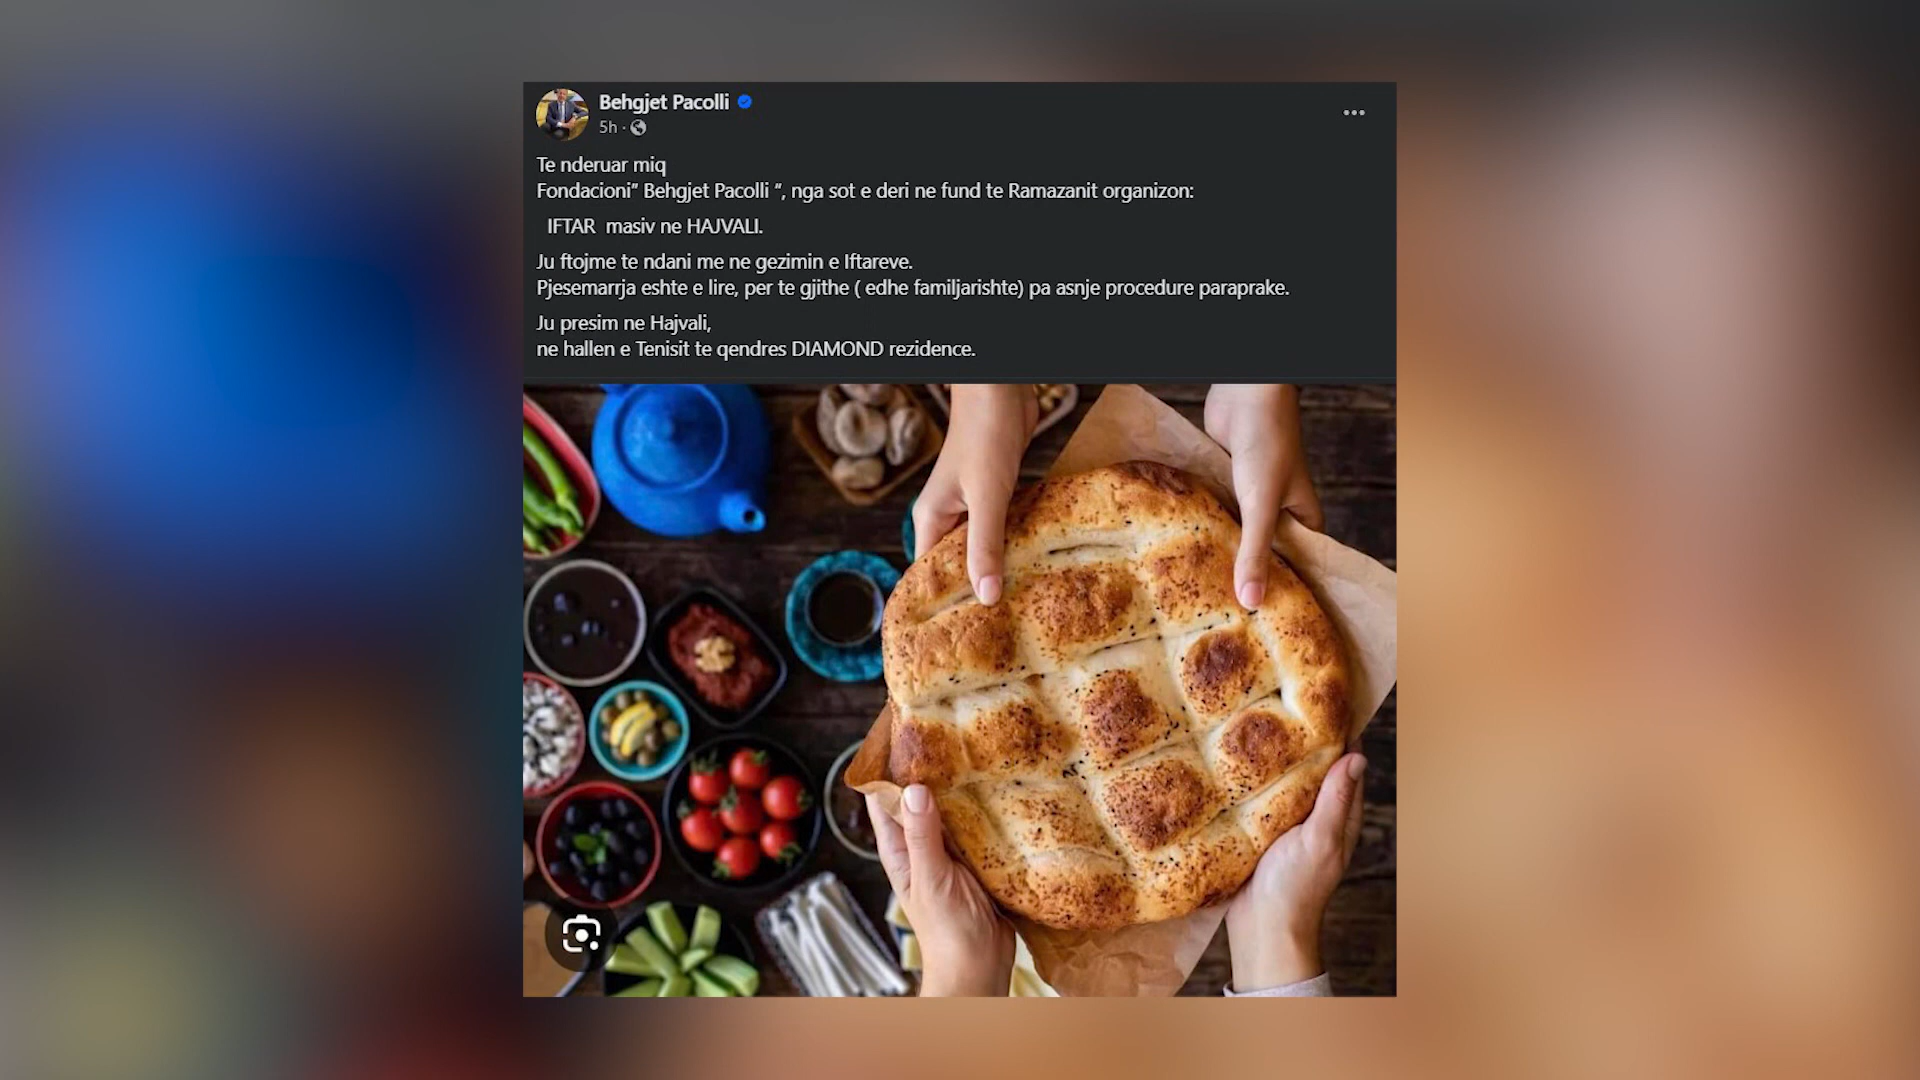 Behgjet Pacolli
5h ·
Te nderuar miq
Fondacioni” Behgjet Pacolli “, nga sot e deri ne fund te Ramazanit organizon:
IFTAR masiv ne HAJVALI.
Ju ftojme te ndani me ne gezimin e Iftareve.
Pjesemarrja eshte e lire, per te gjithe ( edhe familjarishte) pa asnje procedure paraprake.
Ju presim ne Hajvali,
ne hallen e Tenisit te qendres DIAMOND rezidence.